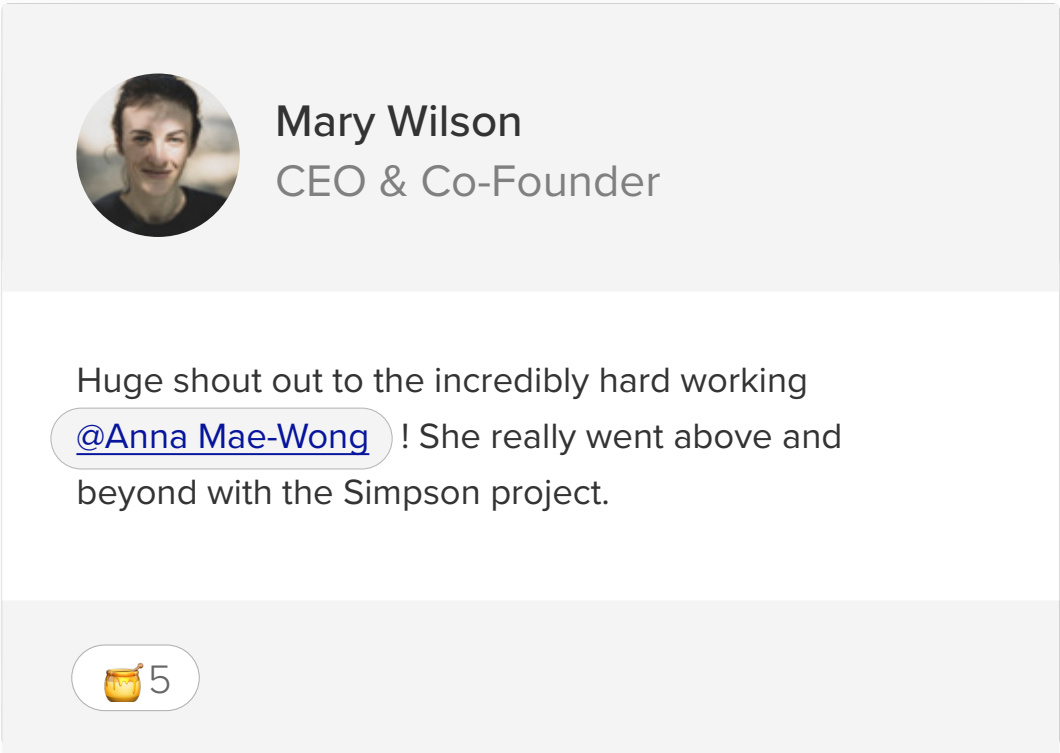 Mary Wilson
CEO & Co-Founder
Huge shout out to the incredibly hard working
@Anna Mae-Wong ! She really went above and
beyond with the Simpson project.
5